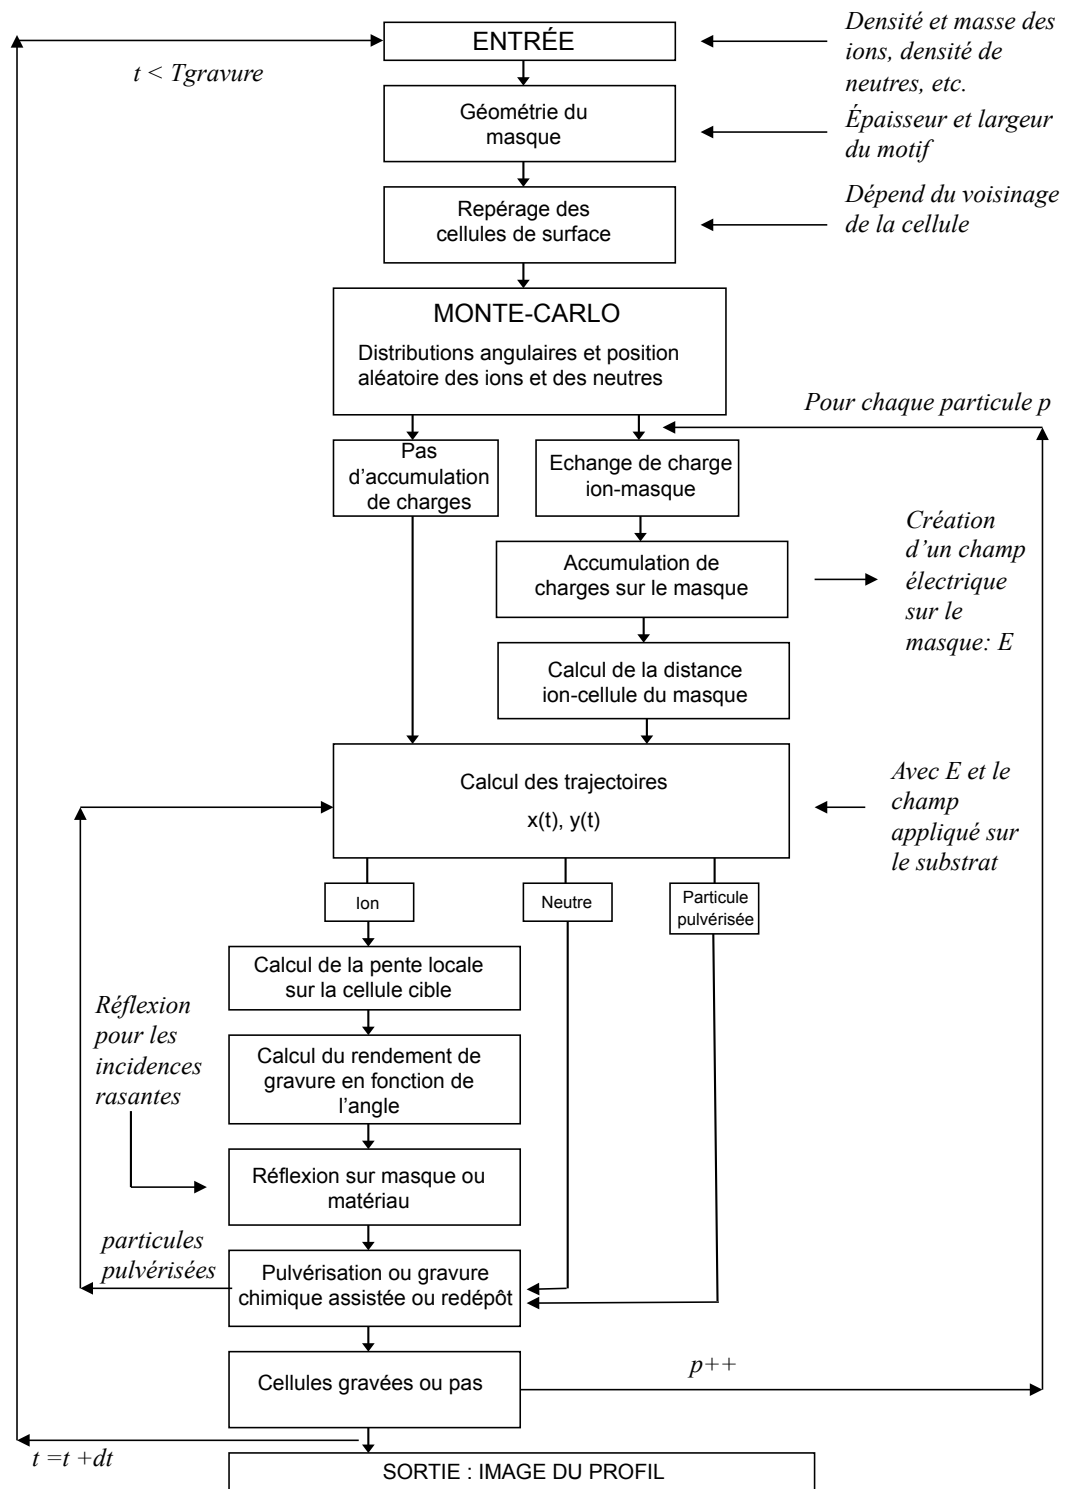 ENTRÉE
Densité et masse des
ions, densité de
neutres, etc.
t < Tgravure
Géométrie du
masque
Épaisseur et largeur
du motif
Repérage des
cellules de surface
Dépend du voisinage
de la cellule
MONTE-CARLO
Distributions angulaires et position
aléatoire des ions et des neutres
Pour chaque particule p
Pas
d’accumulation
de charges
Echange de charge
ion-masque
Accumulation de
charges sur le masque
Création
d’un champ
électrique
sur le
masque: E
Calcul de la distance
ion-cellule du masque
Calcul des trajectoires
x(t), y(t)
Avec E et le
champ
appliqué sur
le substrat
Ion
Neutre
Particule
pulvérisée
Calcul de la pente locale
sur la cellule cible
Réflexion
pour les
incidences
rasantes
Calcul du rendement de
gravure en fonction de
l’angle
Réflexion sur masque ou
matériau
particules
pulvérisées
Pulvérisation ou gravure
chimique assistée ou redépôt
Cellules gravées ou pas
p++
t =t +dt
SORTIE : IMAGE DU PROFIL